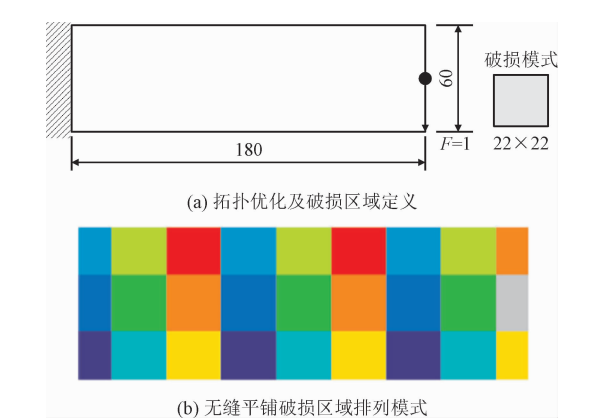 破损模式
60
F=1
22×22
180
(a) 拓扑优化及破损区域定义
(b) 无缝平铺破损区域排列模式